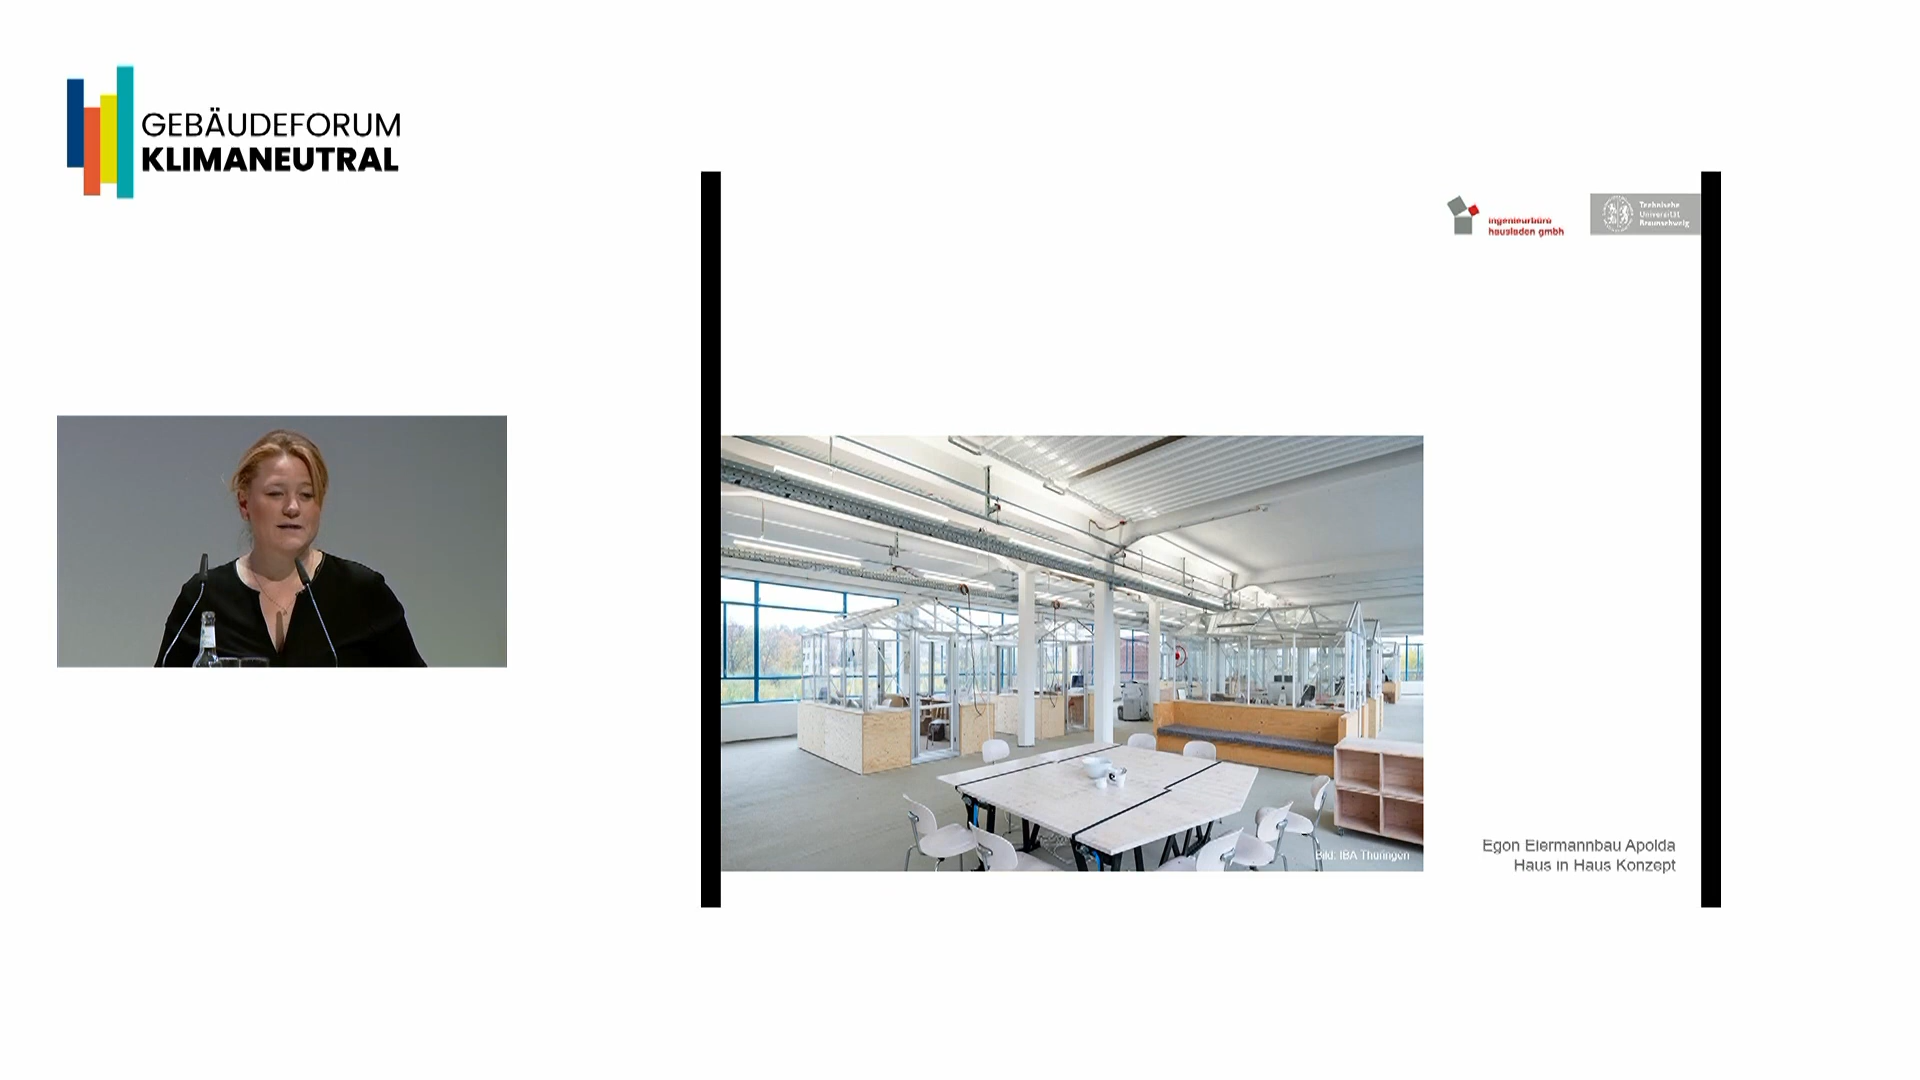 GEBÄUDEFORUM
KLIMANEUTRAL
ingenieurbüro
hausladen gmbh
Technische
Universität
Braunschweig
Bild: IBA Thüringen
Egon Eiermannbau Apolda
Haus in Haus Konzept